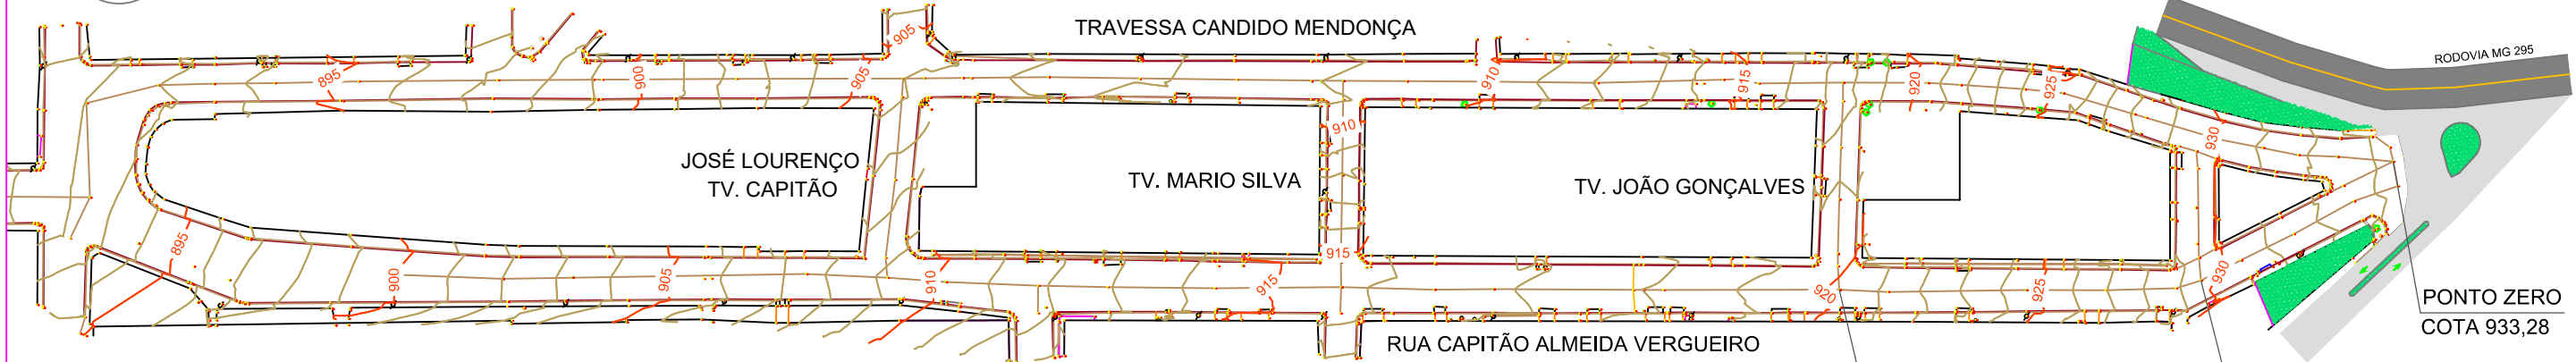 TRAVESSA CANDIDO MENDONÇA
RODOVIA MG 295
905
895
900
905
910
915
920
925
930
910
JOSÉ LOURENÇO
TV. CAPITÃO
TV. MARIO SILVA
TV. JOÃO GONÇALVES
895
900
905
910
915
915
920
925
930
PONTO ZERO
COTA 933,28
RUA CAPITÃO ALMEIDA VERGUEIRO